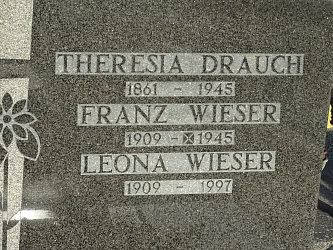 THERESIA DRAUCH
1861 - 1945
FRANZ WIESER
1909 - ✠ 1945
LEONA WIESER
1909 - 1997